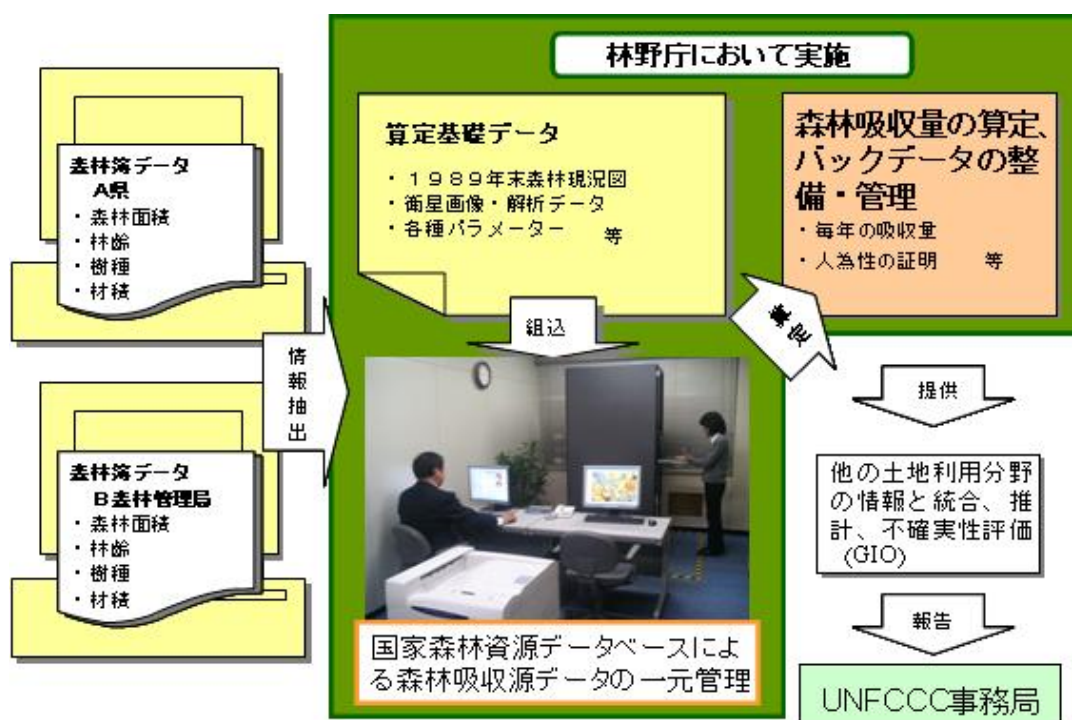 林野庁において実施
森林簿データ
A県
・森林面積
・林齢
・樹種
・材積
森林簿データ
B森林管理局
・森林面積
・林齢
・樹種
・材積
情報抽出
算定基礎データ
・１９８９年末森林現況図
・衛星画像・解析データ
・各種パラメーター 等
組込
国家森林資源データベースによ
る森林吸収源データの一元管理
算定
森林吸収量の算定、
バックデータの整
備・管理
・毎年の吸収量
・人為性の証明 等
提供
他の土地利用分野
の情報と統合、推
計、不確実性評価
(GIO)
報告
UNFCCC事務局